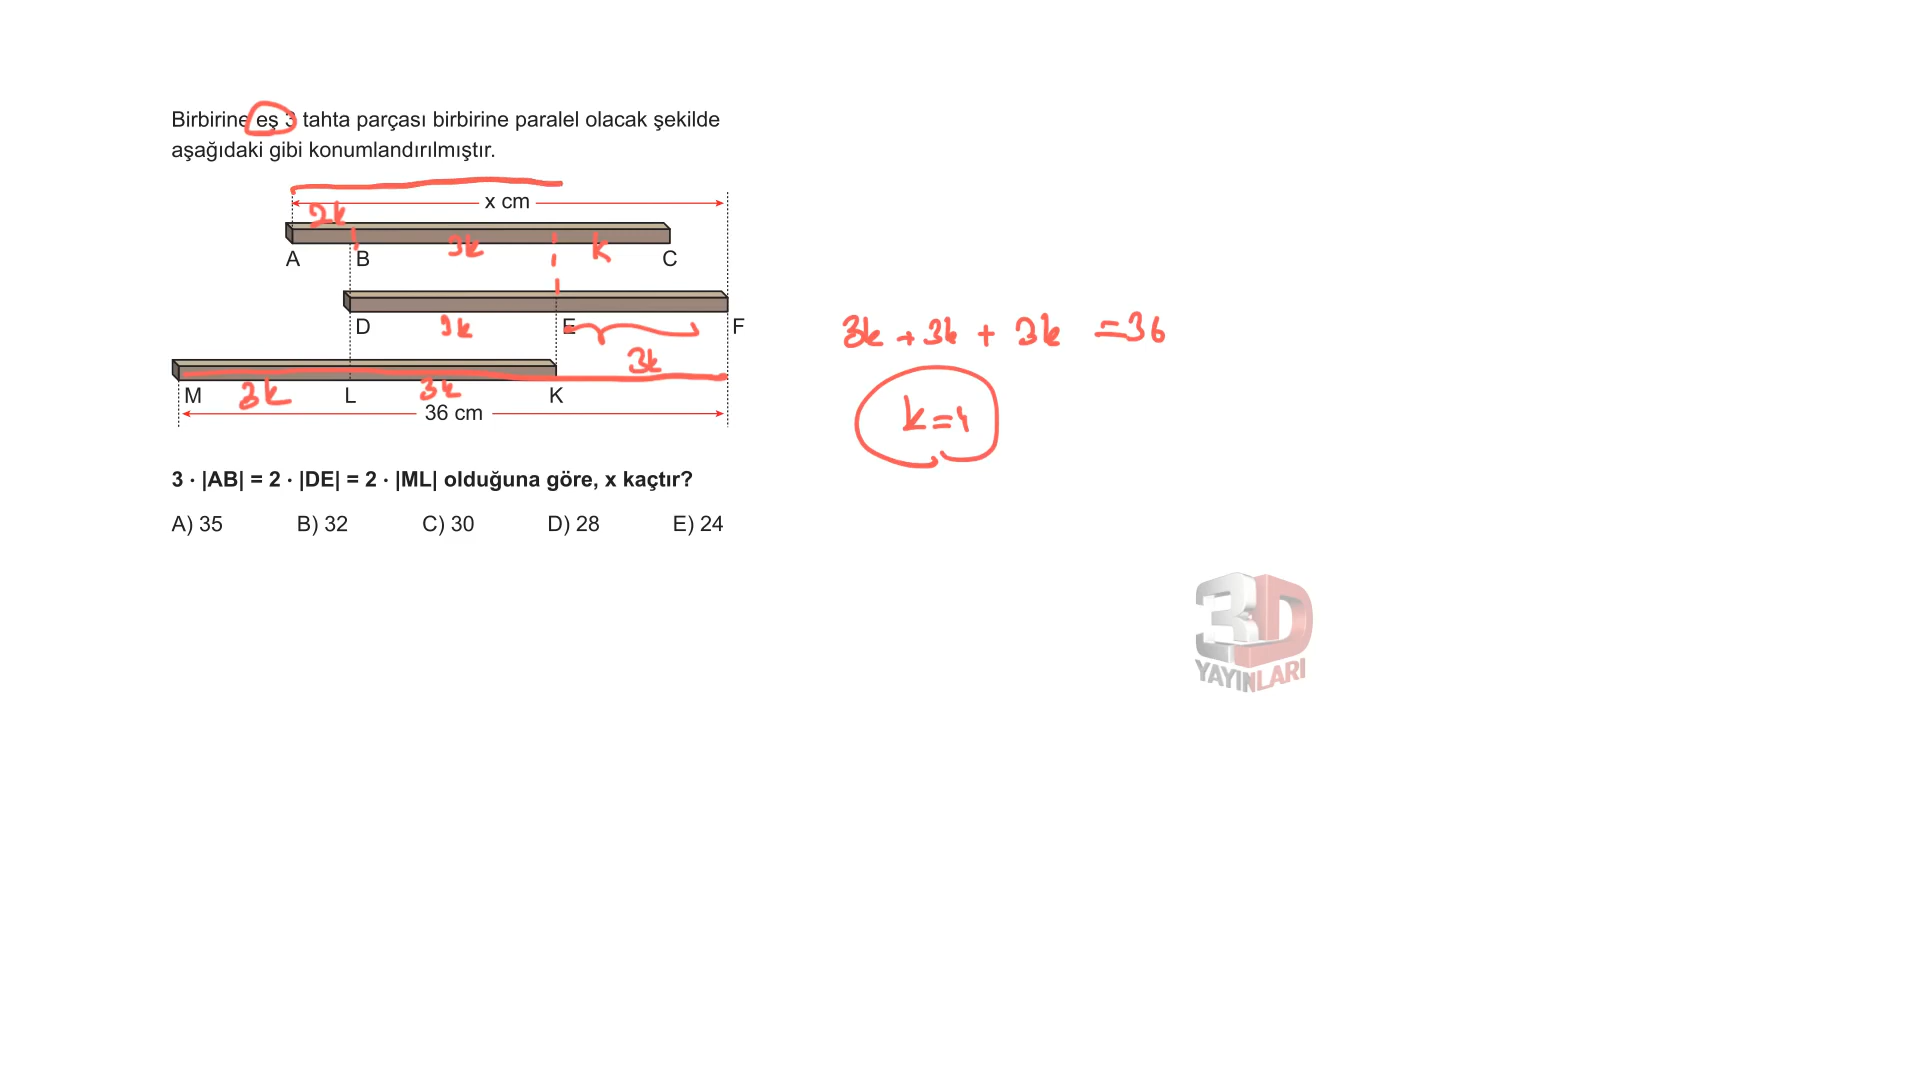 Birbirine eş 3 tahta parçası birbirine paralel olacak şekilde
aşağıdaki gibi konumlandırılmıştır.
x cm
2k
3k k
A B C
3k
D E F
3k
3k 3k
M L K
36 cm
3 · |AB| = 2 · |DE| = 2 · |ML| olduğuna göre, x kaçtır?
A) 35 B) 32 C) 30 D) 28 E) 24
3k + 3k + 3k = 36
k = 4
3D
YAYINLARI